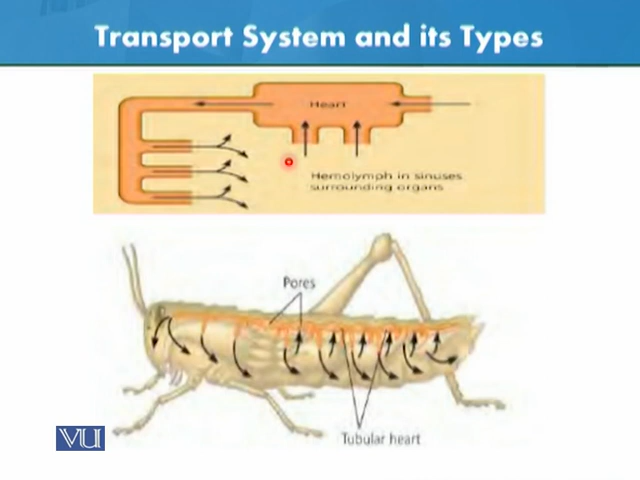 Transport System and its Types
Heart
Hemolymph in sinuses
surrounding organs
Pores
Tubular heart
VU